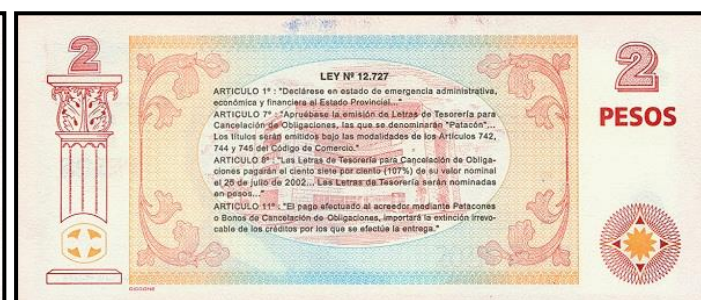 2
2
PESOS
LEY Nº 12.727
ARTICULO 1º : "Declárese en estado de emergencia administrativa,
económica y financiera al Estado Provincial..."
ARTICULO 7º : "Apruébase la emisión de Letras de Tesorería para
Cancelación de Obligaciones, las que se denominarán "Patacón"...
Los títulos serán emitidos bajo las modalidades de los Artículos 742,
744 y 745 del Código de Comercio."
ARTICULO 8º : "Las Letras de Tesorería para Cancelación de Obliga-
ciones pagarán el ciento siete por ciento (107%) de su valor nominal
el 25 de julio de 2002... Las Letras de Tesorería serán nominadas
en pesos..."
ARTICULO 11º : "El pago efectuado al acreedor mediante Patacones
o Bonos de Cancelación de Obligaciones, importará la extinción irrevo-
cable de los créditos por los que se efectúe la entrega."
CICCONE